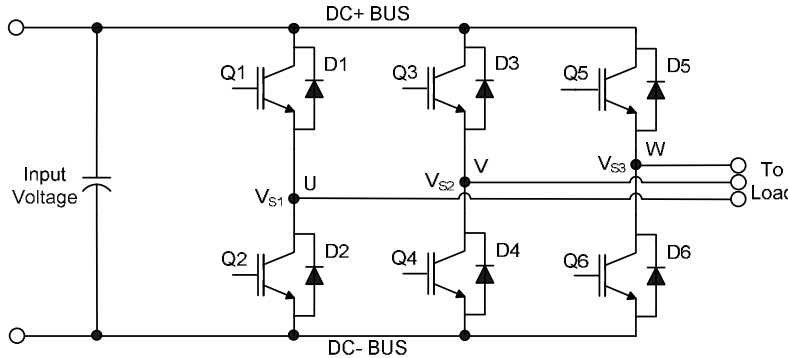 DC+ BUS
Q1
D1
Q3
D3
Q5
D5
Input
Voltage
VS1
U
VS2
V
VS3
W
To
Load
Q2
D2
Q4
D4
Q6
D6
DC- BUS